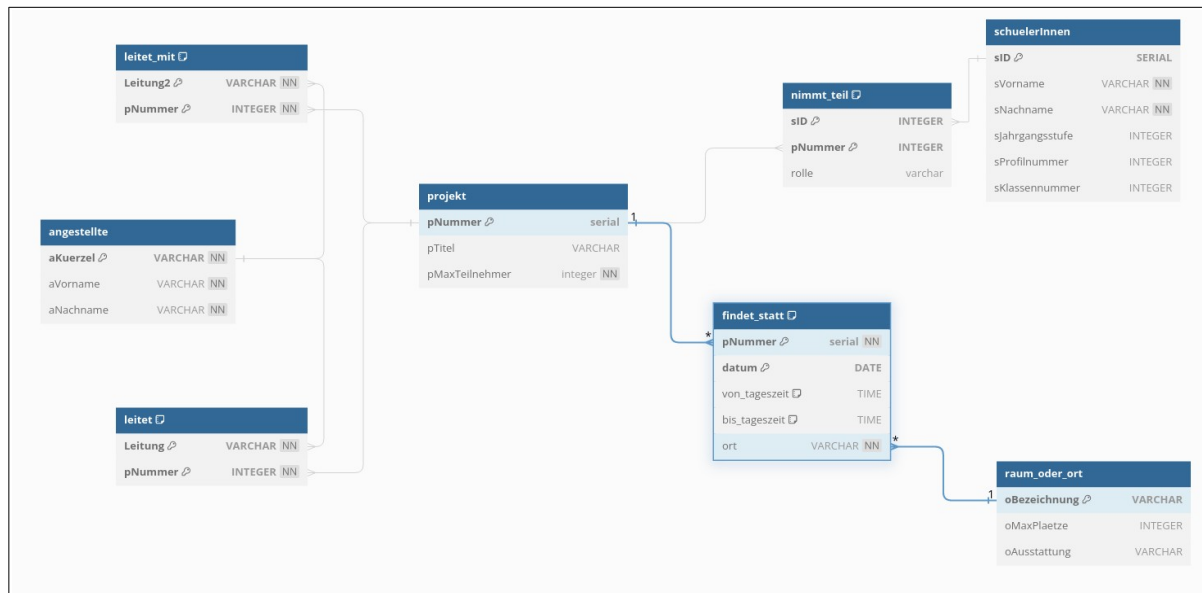 leitet_mit
Leitung2 VARCHAR NN
pNummer INTEGER NN
angestellte
aKuerzel VARCHAR NN
aVorname VARCHAR NN
aNachname VARCHAR NN
leitet
Leitung VARCHAR NN
pNummer INTEGER NN
projekt
pNummer serial
pTitel VARCHAR
pMaxTeilnehmer integer NN
1
*
nimmt_teil
sID INTEGER
pNummer INTEGER
rolle varchar
schuelerInnen
sID SERIAL
sVorname VARCHAR NN
sNachname VARCHAR NN
sJahrgangsstufe INTEGER
sProfilnummer INTEGER
sKlassennummer INTEGER
findet_statt
pNummer serial NN
datum DATE
von_tageszeit TIME
bis_tageszeit TIME
ort VARCHAR NN
*
1
raum_oder_ort
oBezeichnung VARCHAR
oMaxPlaetze INTEGER
oAusstattung VARCHAR